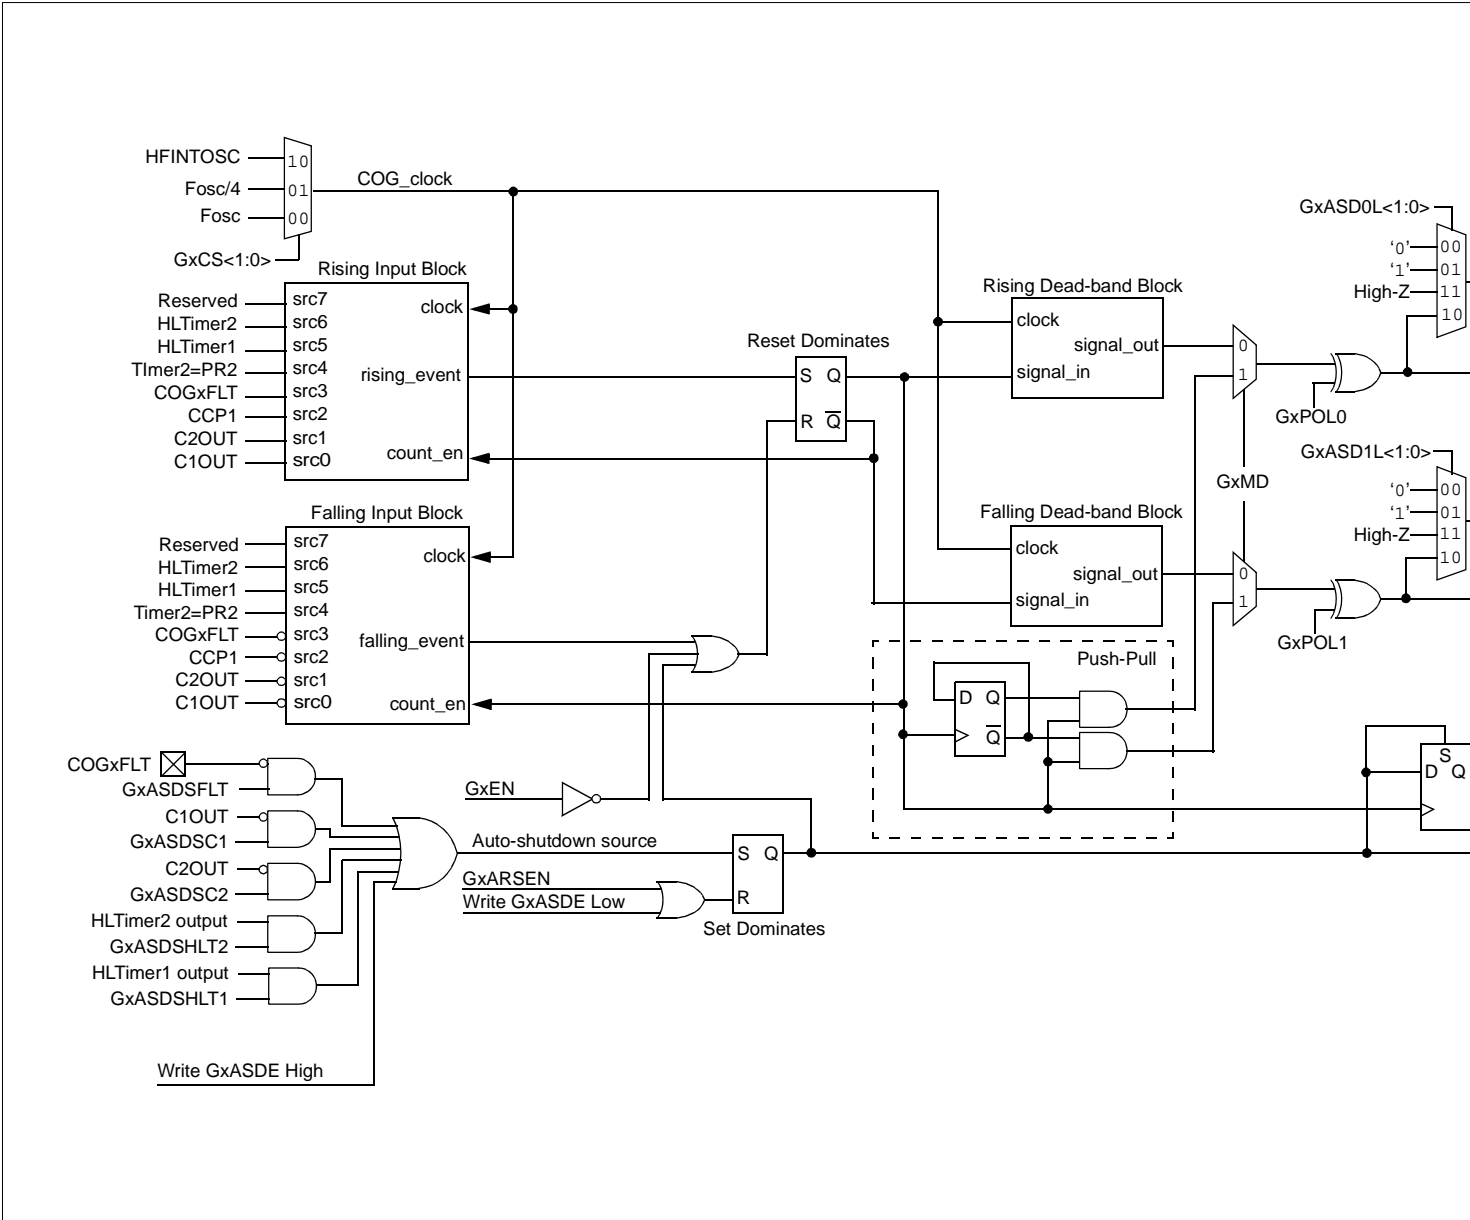 HFINTOSC
10
Fosc/4
01
Fosc
00
GxCS<1:0>
COG_clock
Rising Input Block
Reserved
src7
HLTimer2
src6
HLTimer1
src5
TImer2=PR2
src4
COGxFLT
src3
CCP1
src2
C2OUT
src1
C1OUT
src0
clock
rising_event
count_en
Falling Input Block
Reserved
src7
HLTimer2
src6
HLTimer1
src5
Timer2=PR2
src4
COGxFLT
src3
CCP1
src2
C2OUT
src1
C1OUT
src0
clock
falling_event
count_en
Reset Dominates
S Q
R Q
Rising Dead-band Block
clock
signal_out
signal_in
Falling Dead-band Block
clock
signal_out
signal_in
0
1
GxMD
0
1
GxPOL0
GxPOL1
GxASD0L<1:0>
‘0’ 00
‘1’ 01
High-Z 11
10
GxASD1L<1:0>
‘0’ 00
‘1’ 01
High-Z 11
10
Push-Pull
D Q
Q
COGxFLT
GxASDSFLT
C1OUT
GxASDSC1
C2OUT
GxASDSC2
HLTimer2 output
GxASDSHLT2
HLTimer1 output
GxASDSHLT1
Write GxASDE High
GxEN
Auto-shutdown source
GxARSEN
Write GxASDE Low
S Q
R
Set Dominates
S
D Q